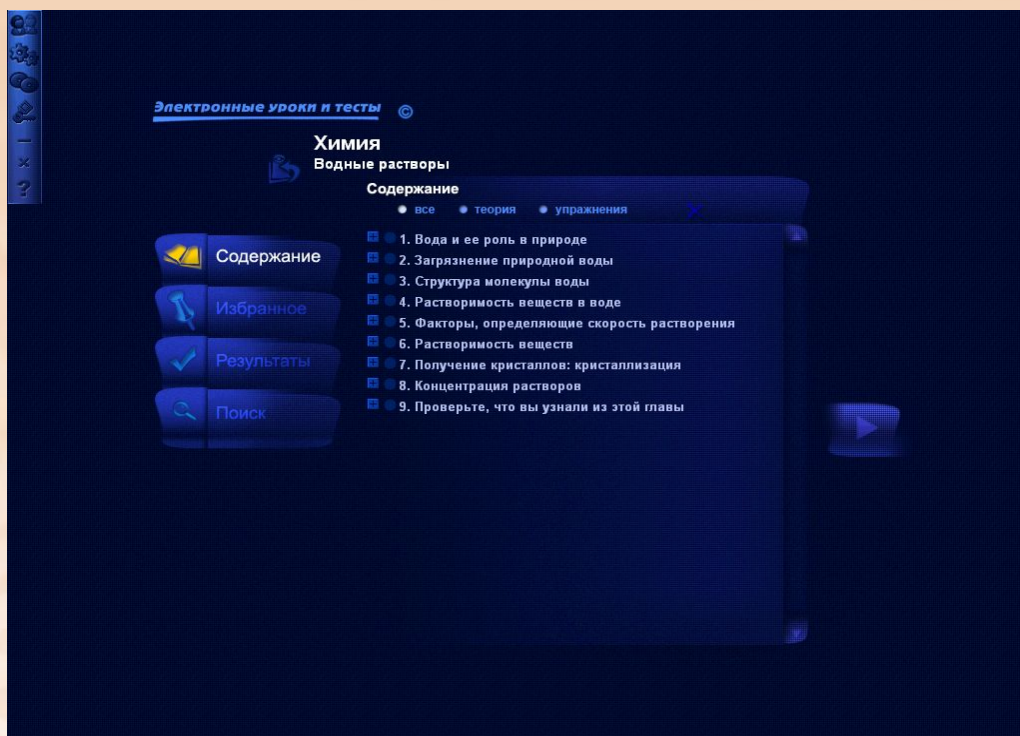 Электронные уроки и тесты ©
Химия
Водные растворы
Содержание
все теория упражнения
1. Вода и ее роль в природе
2. Загрязнение природной воды
3. Структура молекулы воды
4. Растворимость веществ в воде
5. Факторы, определяющие скорость растворения
6. Растворимость веществ
7. Получение кристаллов: кристаллизация
8. Концентрация растворов
9. Проверьте, что вы узнали из этой главы
Содержание
Избранное
Результаты
Поиск
?